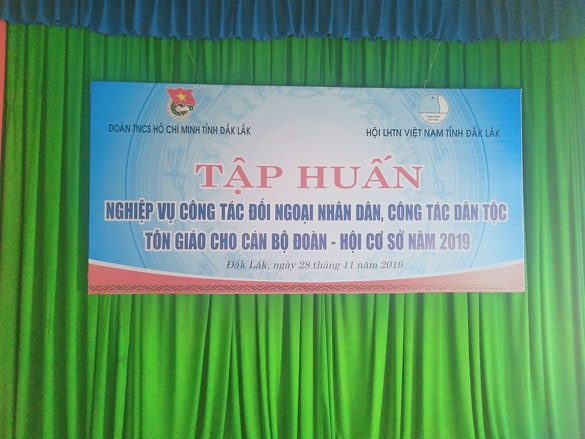 ĐOÀN TNCS HỒ CHÍ MINH TỈNH ĐẮK LẮK
HỘI LHTN VIỆT NAM TỈNH ĐẮK LẮK
TẬP HUẤN
NGHIỆP VỤ CÔNG TÁC ĐỐI NGOẠI NHÂN DÂN, CÔNG TÁC DÂN TỘC
TÔN GIÁO CHO CÁN BỘ ĐOÀN - HỘI CƠ SỞ NĂM 2019
Đắk Lắk, ngày 28 tháng 11 năm 2019